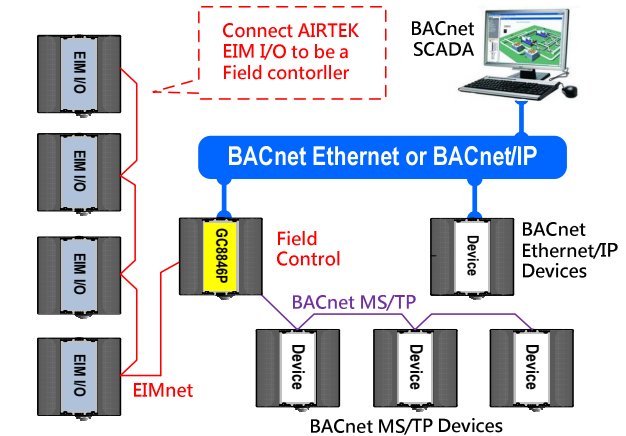 Connect AIRTEK
EIM I/O to be a
Field contorller
BACnet
SCADA
EIM I/O
EIM I/O
EIM I/O
EIM I/O
BACnet Ethernet or BACnet/IP
GC8846P
Field
Control
Device
BACnet
Ethernet/IP
Devices
BACnet MS/TP
Device
Device
Device
EIMnet
BACnet MS/TP Devices